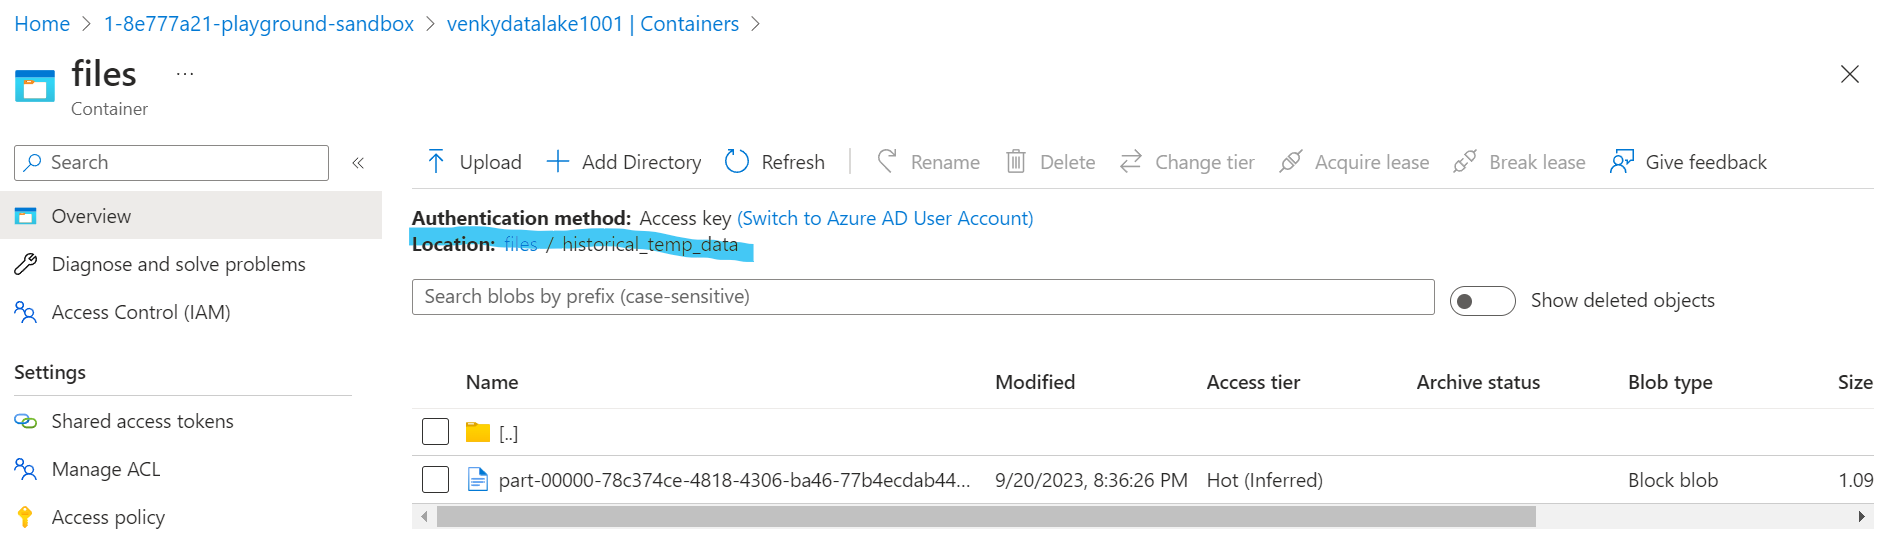 Home > 1-8e777a21-playground-sandbox > venkydatalake1001 | Containers >
files ...
Container
Search «
Upload Add Directory Refresh Rename Delete Change tier Acquire lease Break lease Give feedback
Overview
Diagnose and solve problems
Access Control (IAM)
Settings
Shared access tokens
Manage ACL
Access policy
Authentication method: Access key (Switch to Azure AD User Account)
Location: files / historical_temp_data
Search blobs by prefix (case-sensitive)
Show deleted objects
Name Modified Access tier Archive status Blob type Size
[..]
part-00000-78c374ce-4818-4306-ba46-77b4ecdab44... 9/20/2023, 8:36:26 PM Hot (Inferred) Block blob 1.09